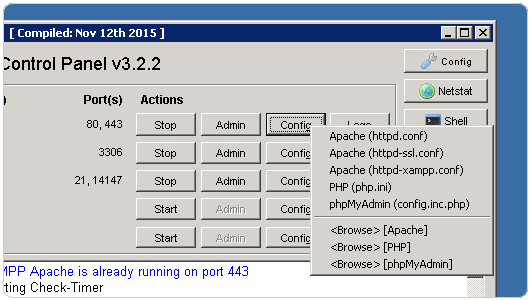 [ Compiled: Nov 12th 2015 ]
Control Panel v3.2.2
Config
Port(s) Actions
Netstat
80, 443 Stop Admin Config Logs
Shell
3306 Stop Admin Config
21, 14147 Stop Admin Config
Start Admin Config
Start Admin Config
Apache (httpd.conf)
Apache (httpd-ssl.conf)
Apache (httpd-xampp.conf)
PHP (php.ini)
phpMyAdmin (config.inc.php)
<Browse> [Apache]
<Browse> [PHP]
<Browse> [phpMyAdmin]
MPP Apache is already running on port 443
ting Check-Timer